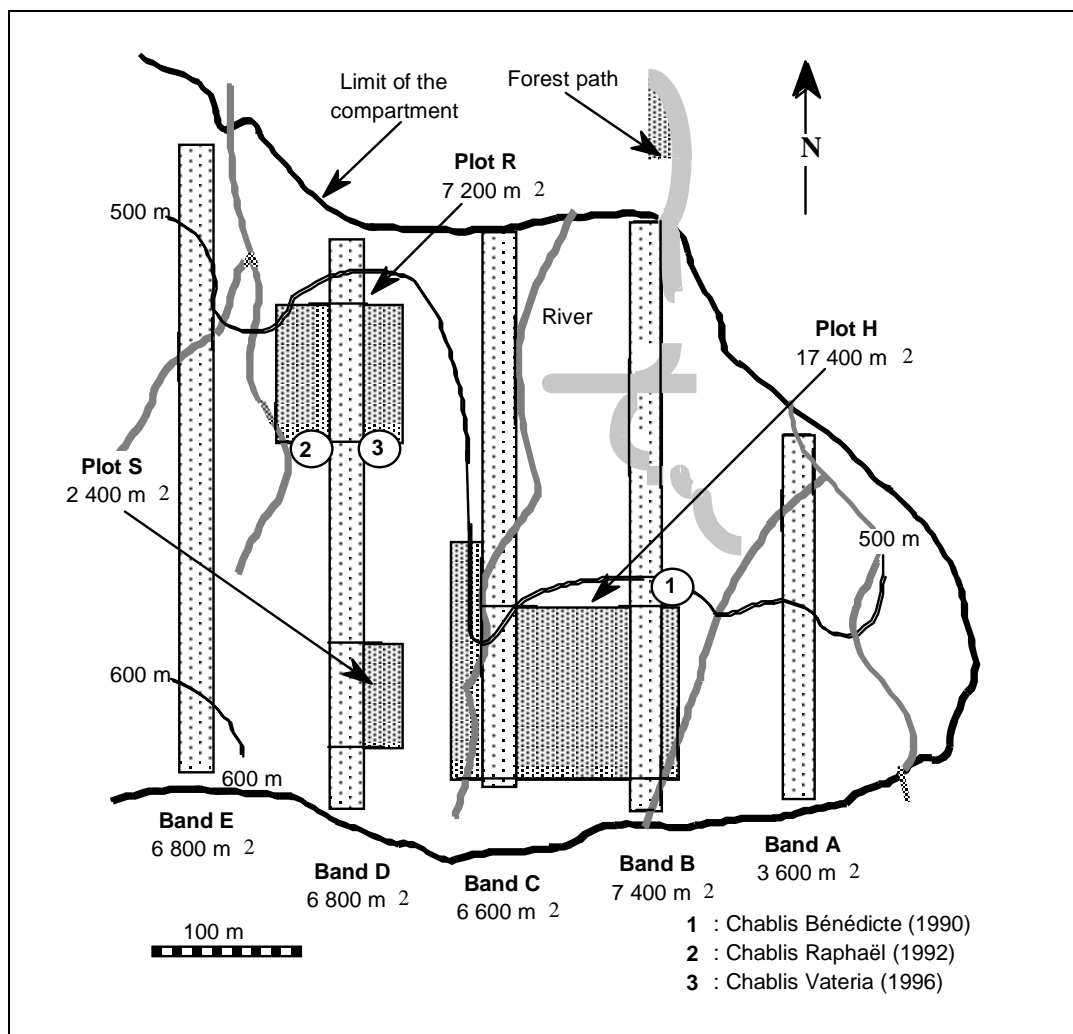 Limit of the
compartment
Forest path
N
Plot R
7 200 m 2
500 m
River
Plot H
17 400 m 2
2
3
Plot S
2 400 m 2
500 m
1
600 m
600 m
Band E
6 800 m 2
Band D
6 800 m 2
Band C
6 600 m 2
Band B
7 400 m 2
Band A
3 600 m 2
100 m
1 : Chablis Bénédicte (1990)
2 : Chablis Raphaël (1992)
3 : Chablis Vateria (1996)